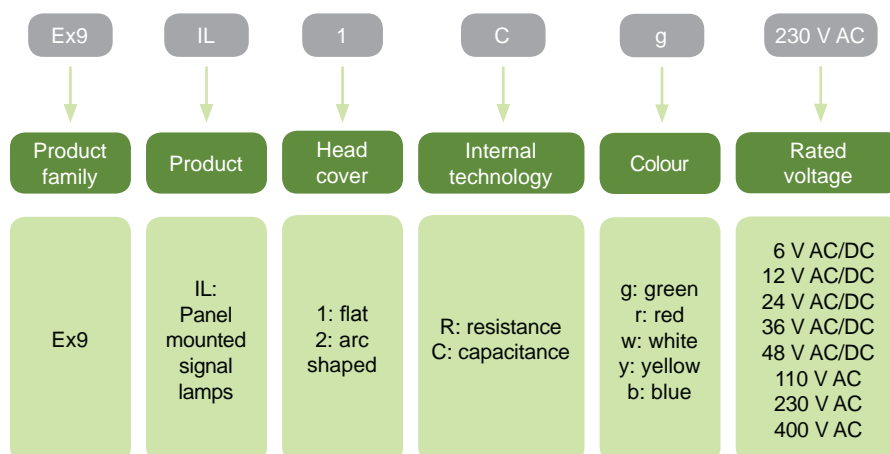 Ex9
IL
1
C
g
230 V AC
Product
family
Product
Head
cover
Internal
technology
Colour
Rated
voltage
Ex9
IL:
Panel
mounted
signal
lamps
1: flat
2: arc
shaped
R: resistance
C: capacitance
g: green
r: red
w: white
y: yellow
b: blue
6 V AC/DC
12 V AC/DC
24 V AC/DC
36 V AC/DC
48 V AC/DC
110 V AC
230 V AC
400 V AC